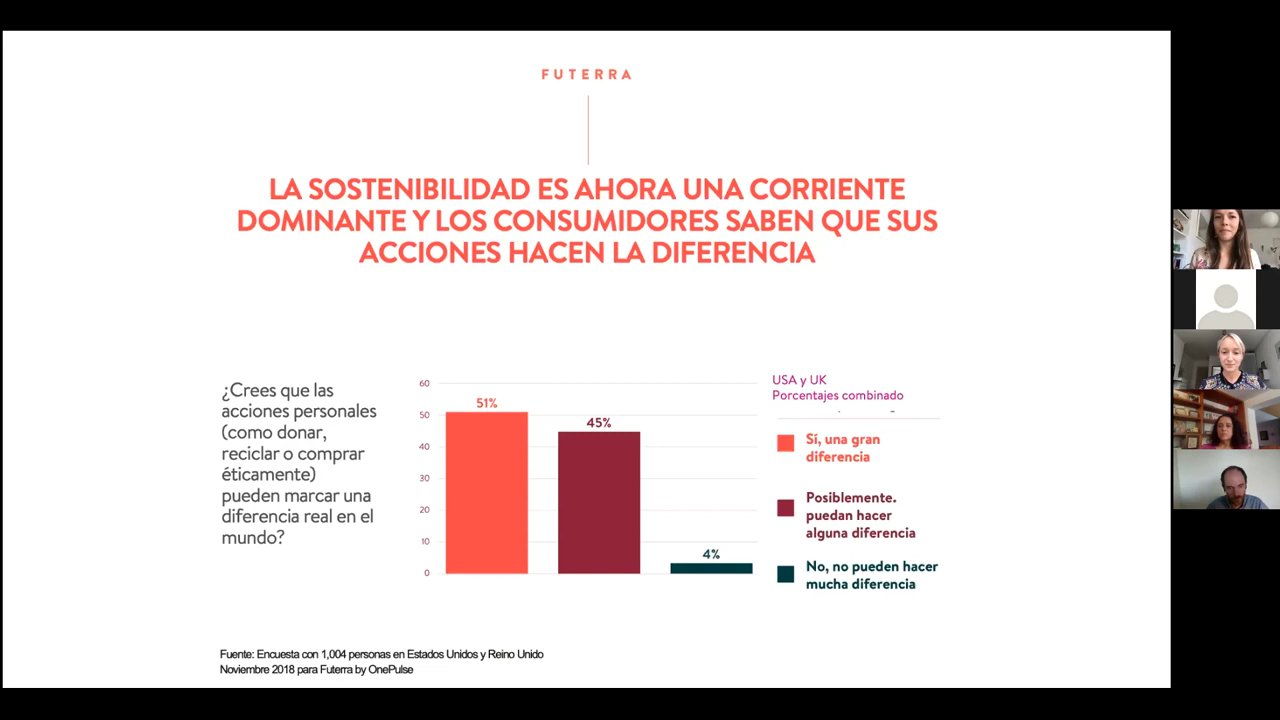 FUTERRA
LA SOSTENIBILIDAD ES AHORA UNA CORRIENTE
DOMINANTE Y LOS CONSUMIDORES SABEN QUE SUS
ACCIONES HACEN LA DIFERENCIA
¿Crees que las
acciones personales
(como donar,
reciclar o comprar
éticamente)
pueden marcar una
diferencia real en el
mundo?
60
50
40
30
20
10
0
51%
45%
4%
USA y UK
Porcentajes combinado
Sí, una gran
diferencia
Posiblemente.
puedan hacer
alguna diferencia
No, no pueden hacer
mucha diferencia
Fuente: Encuesta con 1,004 personas en Estados Unidos y Reino Unido
Noviembre 2018 para Futerra by OnePulse